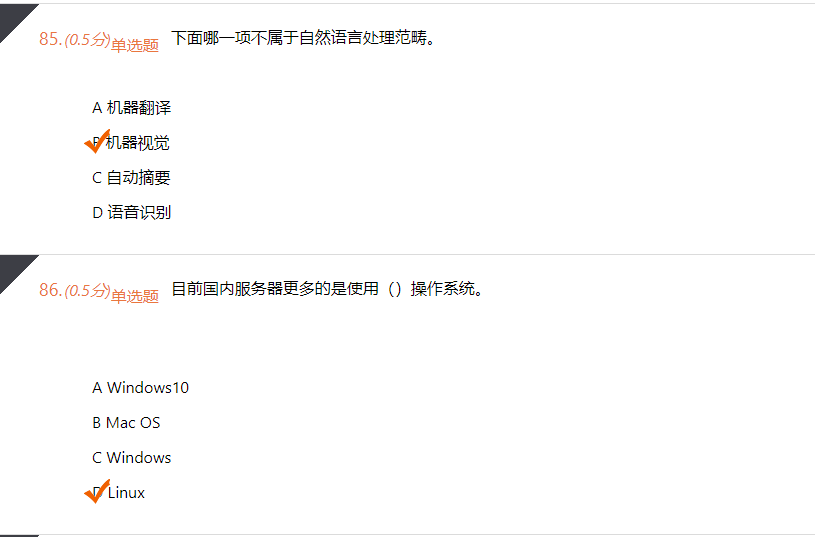 85.(0.5分)单选题 下面哪一项不属于自然语言处理范畴。
A 机器翻译
B 机器视觉
C 自动摘要
D 语音识别
86.(0.5分)单选题 目前国内服务器更多的是使用（）操作系统。
A Windows10
B Mac OS
C Windows
D Linux